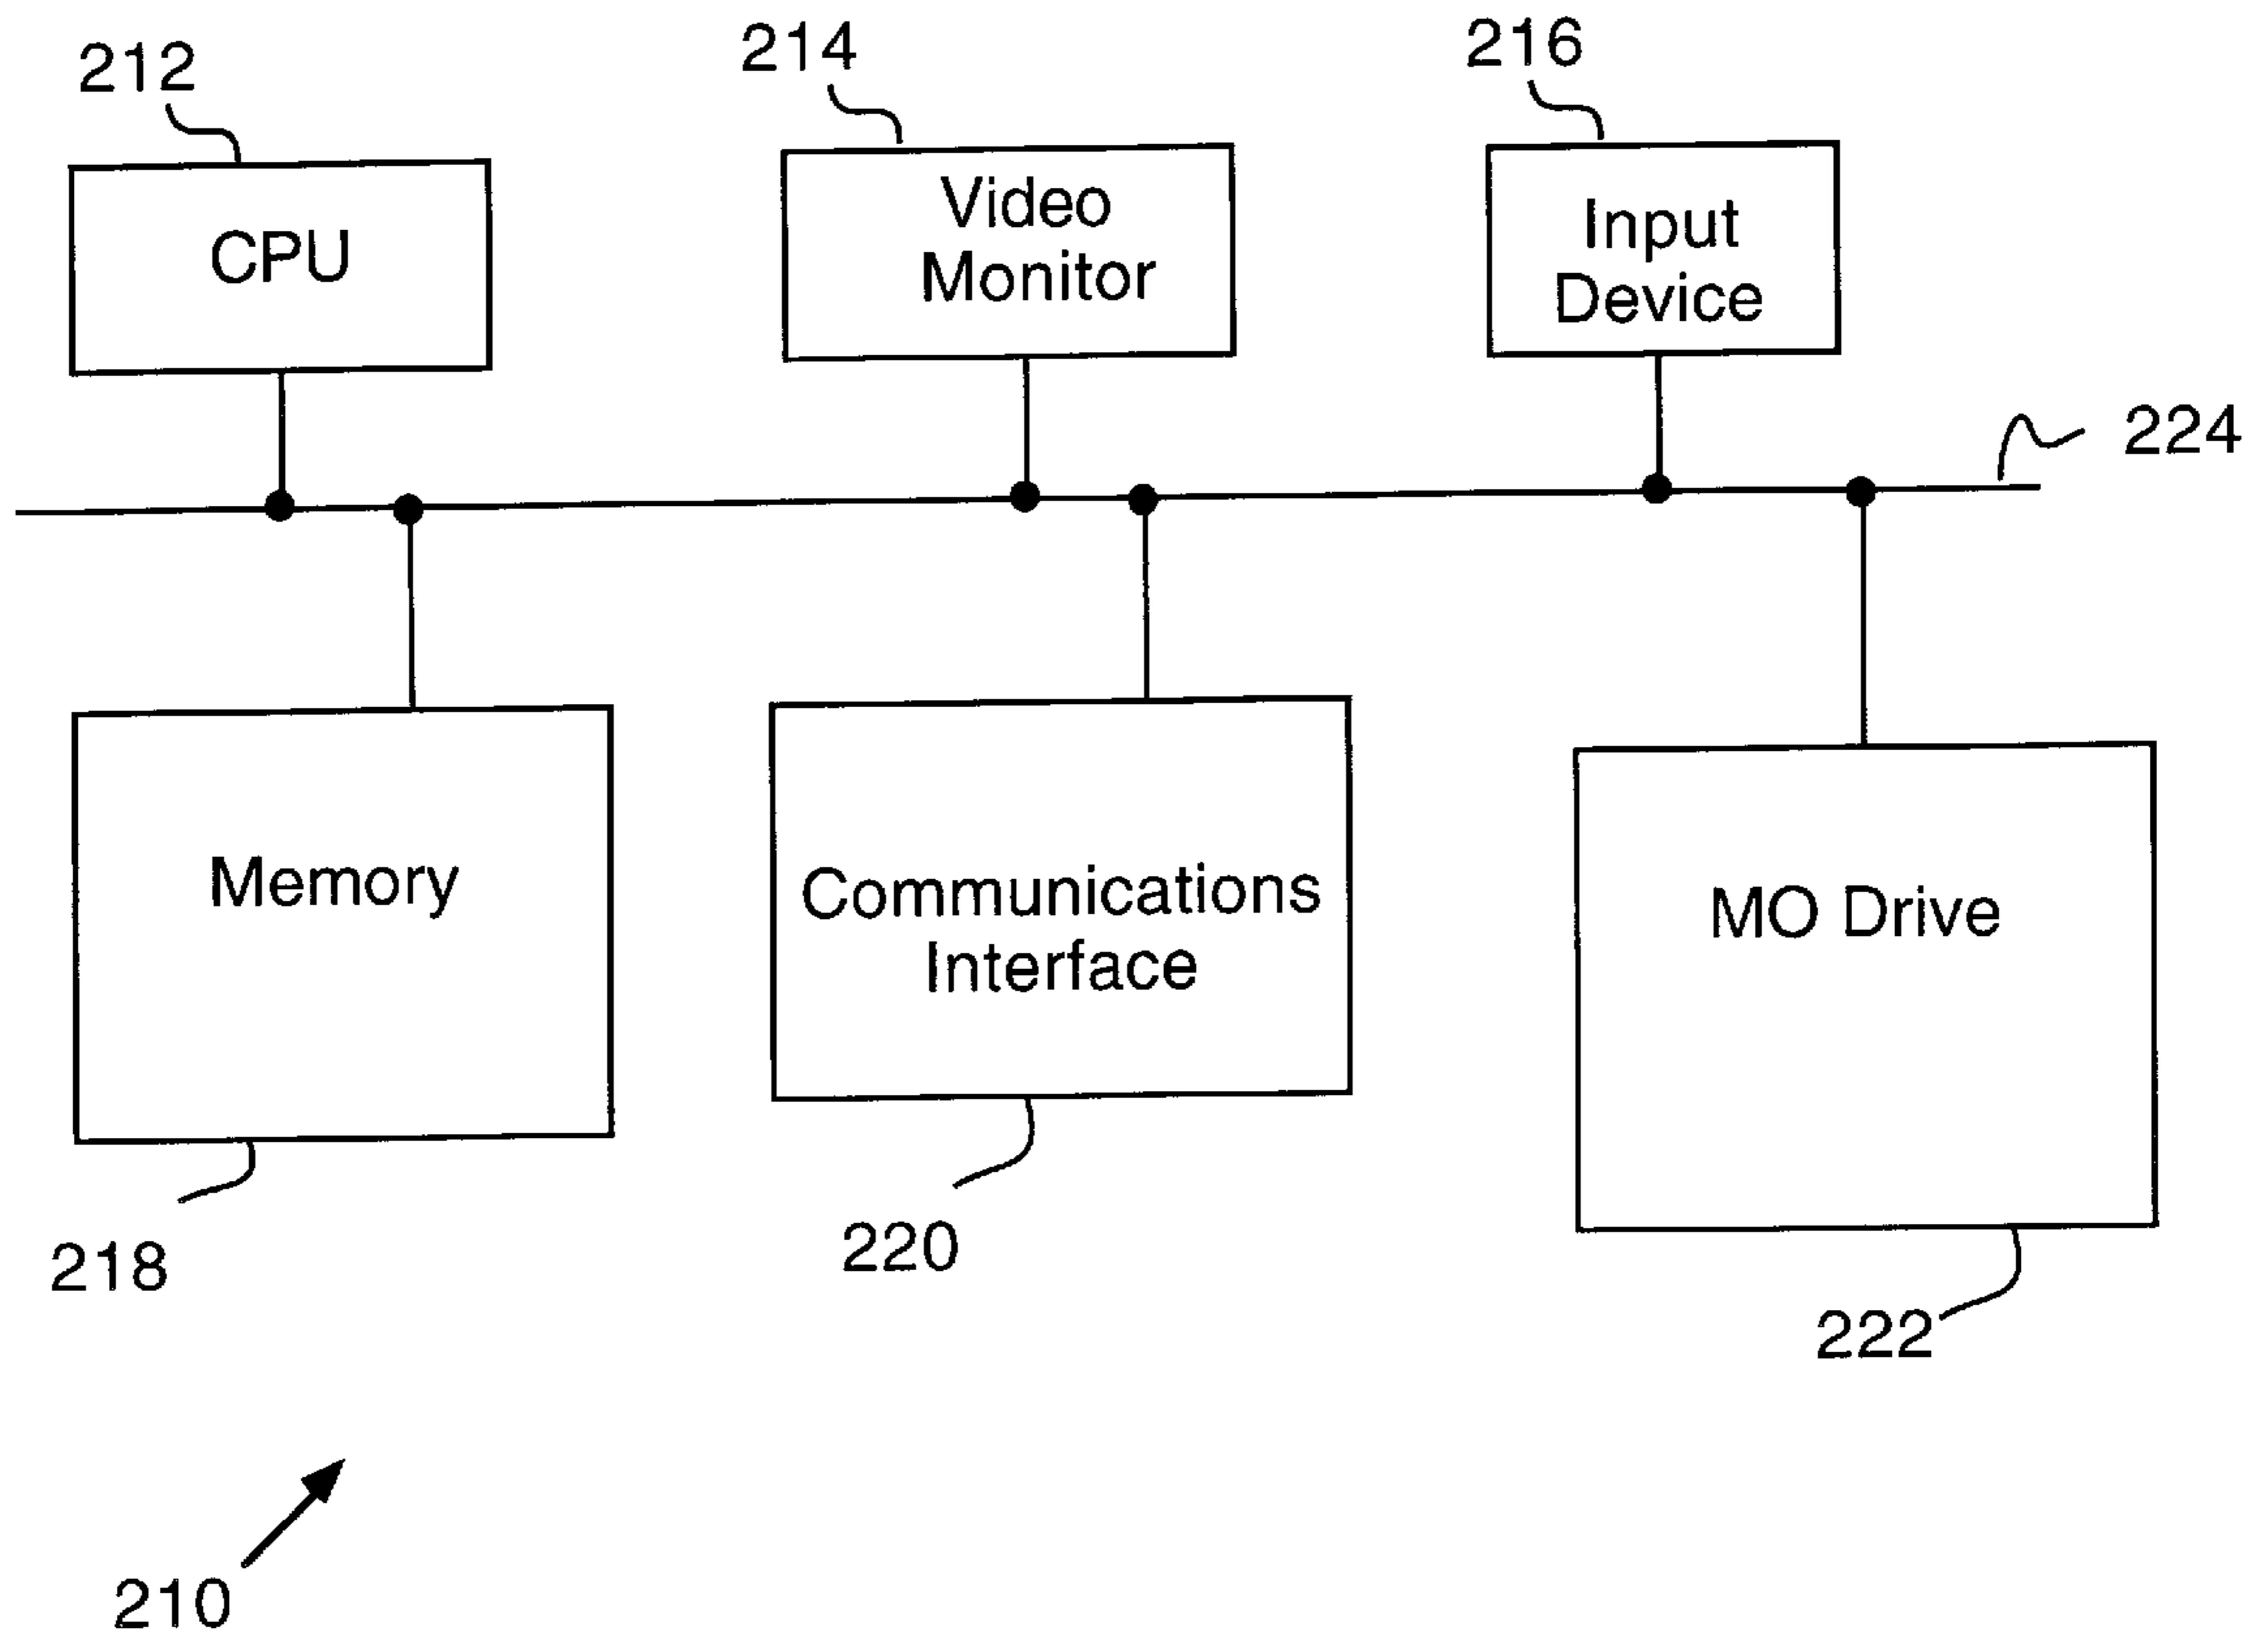 212
214
216
CPU
Video
Monitor
Input
Device
224
Memory
Communications
Interface
MO Drive
218
220
222
210